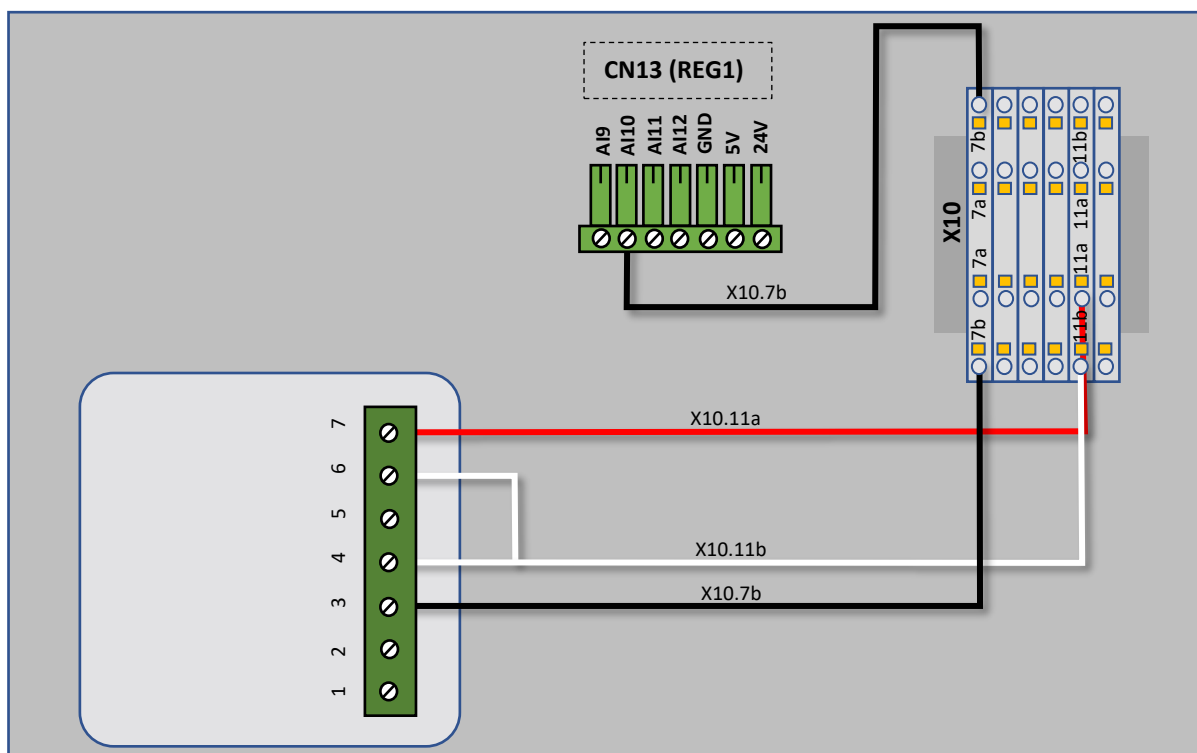 CN13 (REG1)
AI9
AI10
AI11
AI12
GND
5V
24V
X10
7b
7a
7a
7b
11b
11a
11a
11b
X10.7b
X10.11a
X10.11b
X10.7b
7
6
5
4
3
2
1